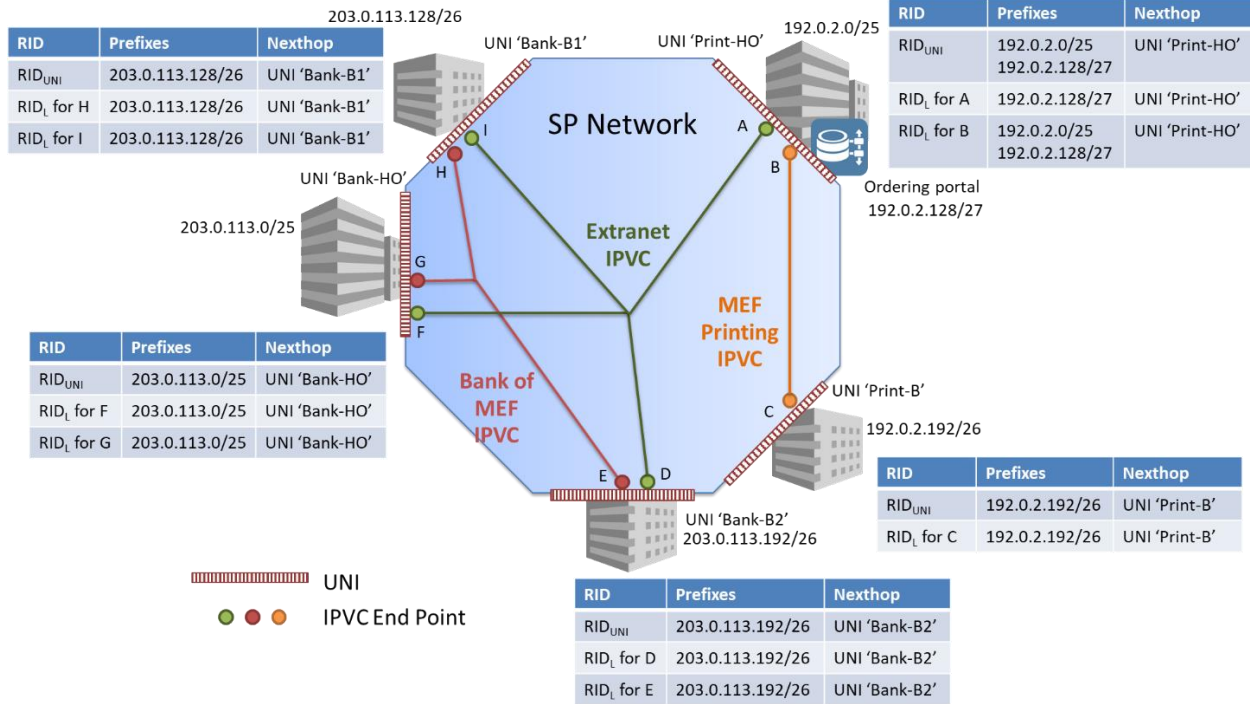 203.0.113.128/26
RID Prefixes Nexthop
RIDUNI 203.0.113.128/26 UNI ‘Bank-B1’
RIDL for H 203.0.113.128/26 UNI ‘Bank-B1’
RIDL for I 203.0.113.128/26 UNI ‘Bank-B1’
UNI ‘Bank-B1’
UNI ‘Print-HO’
192.0.2.0/25
RID Prefixes Nexthop
RIDUNI 192.0.2.0/25 UNI ‘Print-HO’
192.0.2.128/27
RIDL for A 192.0.2.128/27 UNI ‘Print-HO’
RIDL for B 192.0.2.0/25 UNI ‘Print-HO’
192.0.2.128/27
SP Network
I
H
A
B
UNI ‘Bank-HO’
203.0.113.0/25
Ordering portal
192.0.2.128/27
Extranet
IPVC
G
F
MEF
Printing
IPVC
RID Prefixes Nexthop
RIDUNI 203.0.113.0/25 UNI ‘Bank-HO’
RIDL for F 203.0.113.0/25 UNI ‘Bank-HO’
RIDL for G 203.0.113.0/25 UNI ‘Bank-HO’
Bank of
MEF
IPVC
C
UNI ‘Print-B’
192.0.2.192/26
E
D
RID Prefixes Nexthop
RIDUNI 192.0.2.192/26 UNI ‘Print-B’
RIDL for C 192.0.2.192/26 UNI ‘Print-B’
UNI ‘Bank-B2’
203.0.113.192/26
UNI
IPVC End Point
RID Prefixes Nexthop
RIDUNI 203.0.113.192/26 UNI ‘Bank-B2’
RIDL for D 203.0.113.192/26 UNI ‘Bank-B2’
RIDL for E 203.0.113.192/26 UNI ‘Bank-B2’